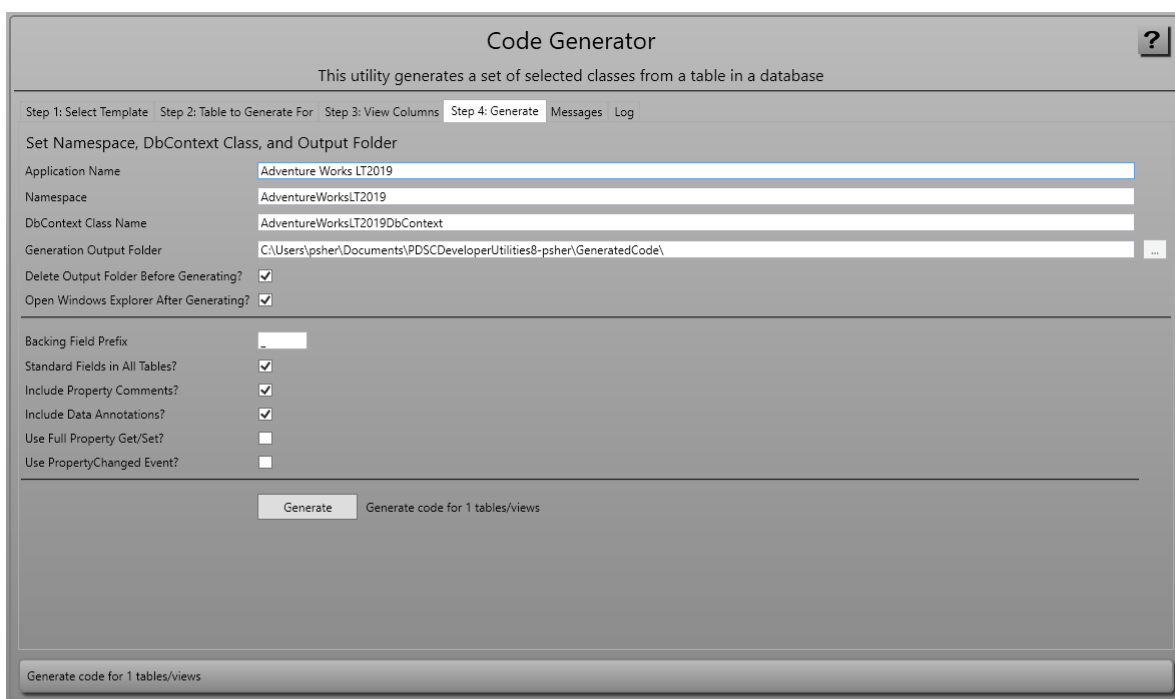 Code Generator
?
This utility generates a set of selected classes from a table in a database
Step 1: Select Template Step 2: Table to Generate For Step 3: View Columns Step 4: Generate Messages Log
Set Namespace, DbContext Class, and Output Folder
Application Name Adventure Works LT2019
Namespace AdventureWorksLT2019
DbContext Class Name AdventureWorksLT2019DbContext
Generation Output Folder C:\Users\psher\Documents\PDSCDeveloperUtilities8-psher\GeneratedCode\ ...
Delete Output Folder Before Generating?
Open Windows Explorer After Generating?
Backing Field Prefix _
Standard Fields in All Tables?
Include Property Comments?
Include Data Annotations?
Use Full Property Get/Set?
Use PropertyChanged Event?
Generate Generate code for 1 tables/views
Generate code for 1 tables/views